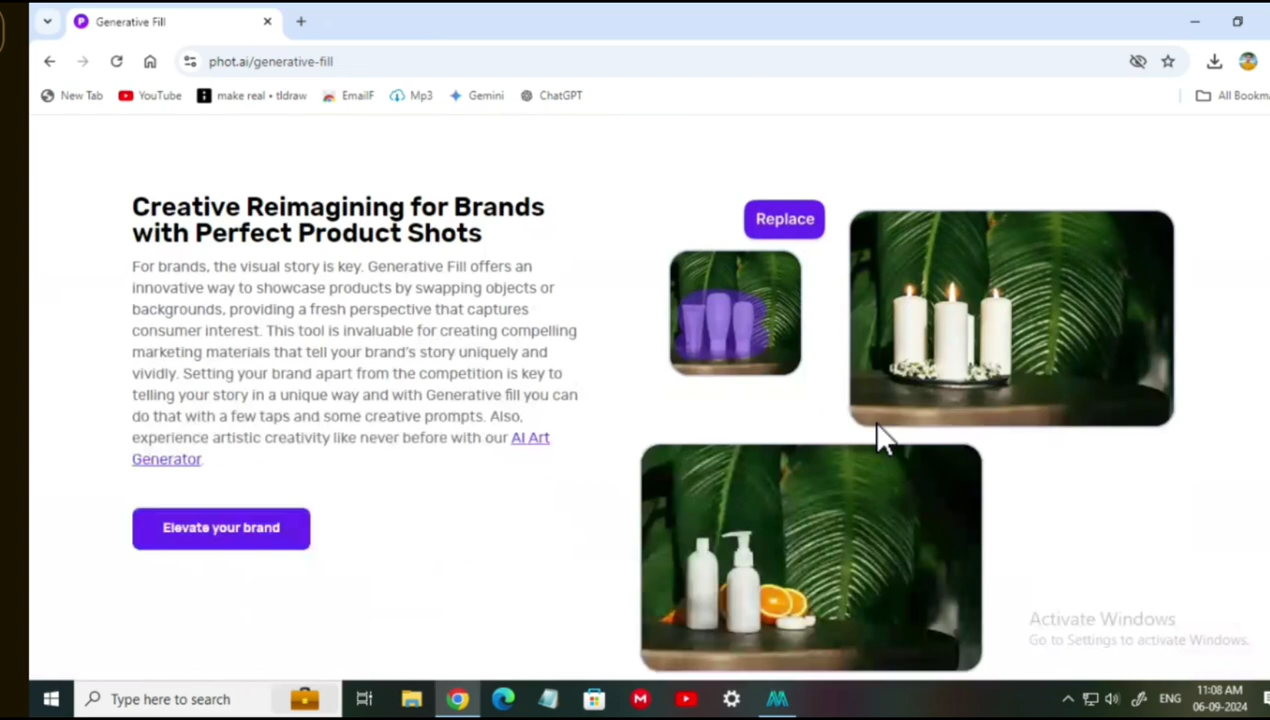 Generative Fill
phot.ai/generative-fill
New Tab
YouTube
make real • tldraw
EmailF
Mp3
Gemini
ChatGPT
All Bookma
Creative Reimagining for Brands
with Perfect Product Shots
For brands, the visual story is key. Generative Fill offers an
innovative way to showcase products by swapping objects or
backgrounds, providing a fresh perspective that captures
consumer interest. This tool is invaluable for creating compelling
marketing materials that tell your brand's story uniquely and
vividly. Setting your brand apart from the competition is key to
telling your story in a unique way and with Generative fill you can
do that with a few taps and some creative prompts. Also,
experience artistic creativity like never before with our AI Art
Generator.
Elevate your brand
Replace
Activate Windows
Go to Settings to activate Windows.
Type here to search
ENG
11:08 AM
06-09-2024